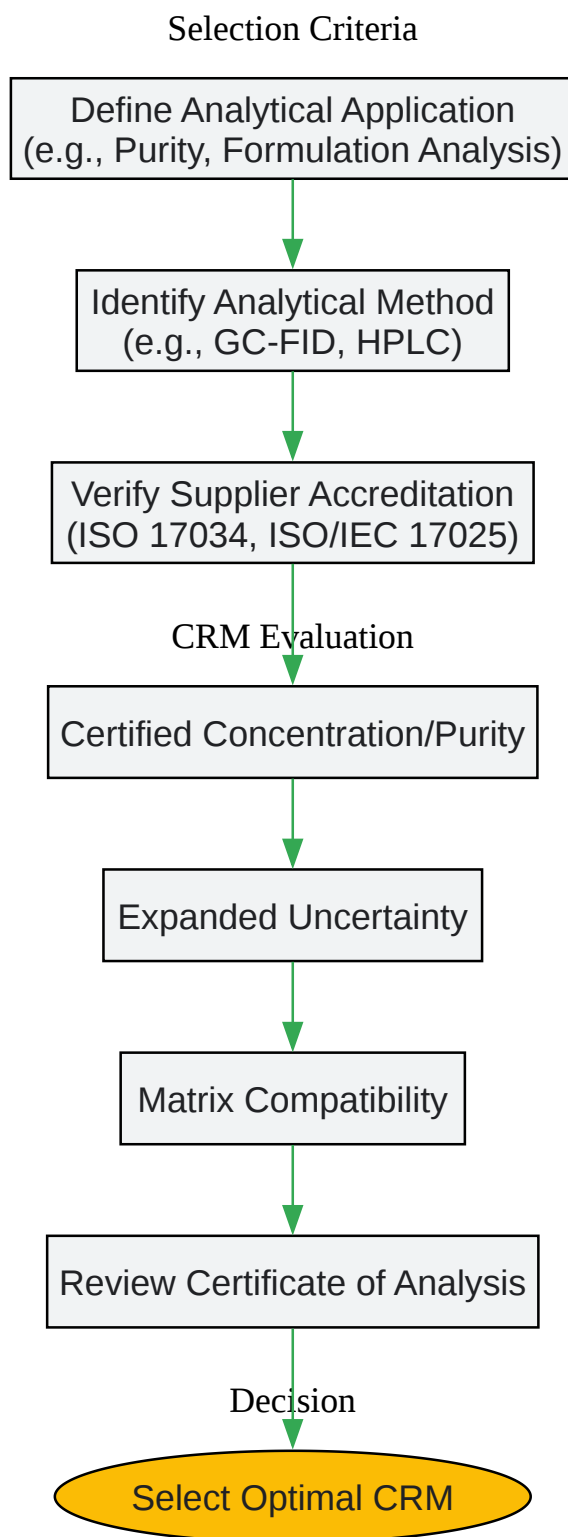 Selection Criteria
Define Analytical Application
(e.g., Purity, Formulation Analysis)
Identify Analytical Method
(e.g., GC-FID, HPLC)
Verify Supplier Accreditation
(ISO 17034, ISO/IEC 17025)
CRM Evaluation
Certified Concentration/Purity
Expanded Uncertainty
Matrix Compatibility
Review Certificate of Analysis
Decision
Select Optimal CRM